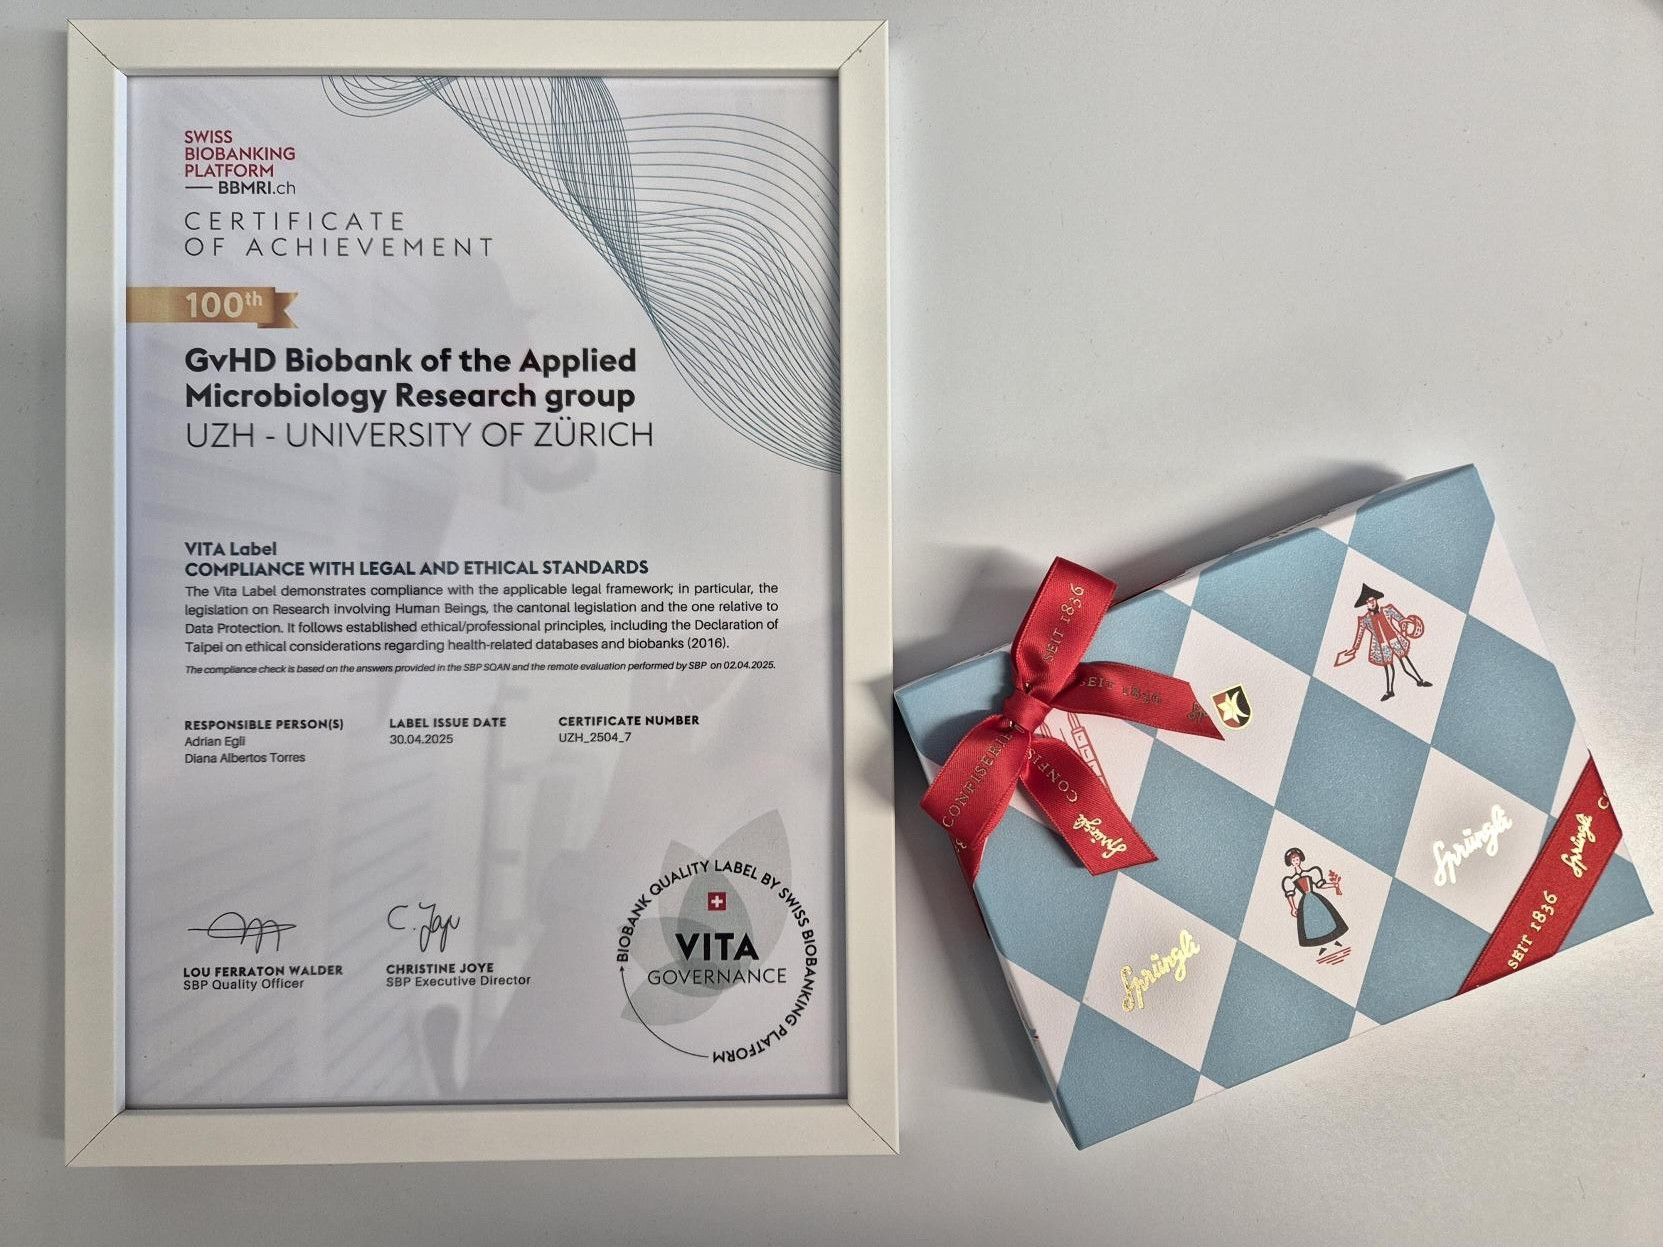 SWISS
BIOBANKING
PLATFORM
BBMRI.ch
CERTIFICATE
OF ACHIEVEMENT
100th
GvHD Biobank of the Applied
Microbiology Research group
UZH - UNIVERSITY OF ZÜRICH
VITA Label
COMPLIANCE WITH LEGAL AND ETHICAL STANDARDS
The Vita Label demonstrates compliance with the applicable legal framework; in particular, the
legislation on Research involving Human Beings, the cantonal legislation and the one relative to
Data Protection. It follows established ethical/professional principles, including the Declaration of
Taipei on ethical considerations regarding health-related databases and biobanks (2016).
The compliance check is based on the answers provided in the SBP SQAN and the remote evaluation performed by SBP on 02.04.2025.
RESPONSIBLE PERSON(S)
Adrian Egli
Diana Albertos Torres
LABEL ISSUE DATE
30.04.2025
CERTIFICATE NUMBER
UZH_2504_7
C. Joye
LOU FERRATON WALDER
SBP Quality Officer
CHRISTINE JOYE
SBP Executive Director
BIOBANK QUALITY LABEL BY SWISS BIOBANKING PLATFORM
VITA
GOVERNANCE
SEIT 1836
SEIT 1836
CONFISERIE
CONFIS
Sprüngli
Sprüngli
Sprüngli
Sprüngli
SEIT 1836